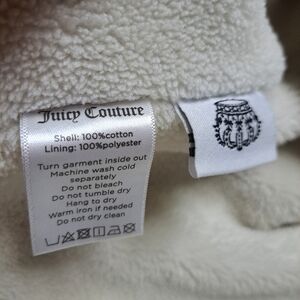 Juicy Couture
Shell: 100%cotton
Lining: 100%polyester
Turn garment inside out
Machine wash cold
separately
Do not bleach
Do not tumble dry
Hang to dry
Warm iron if needed
Do not dry clean